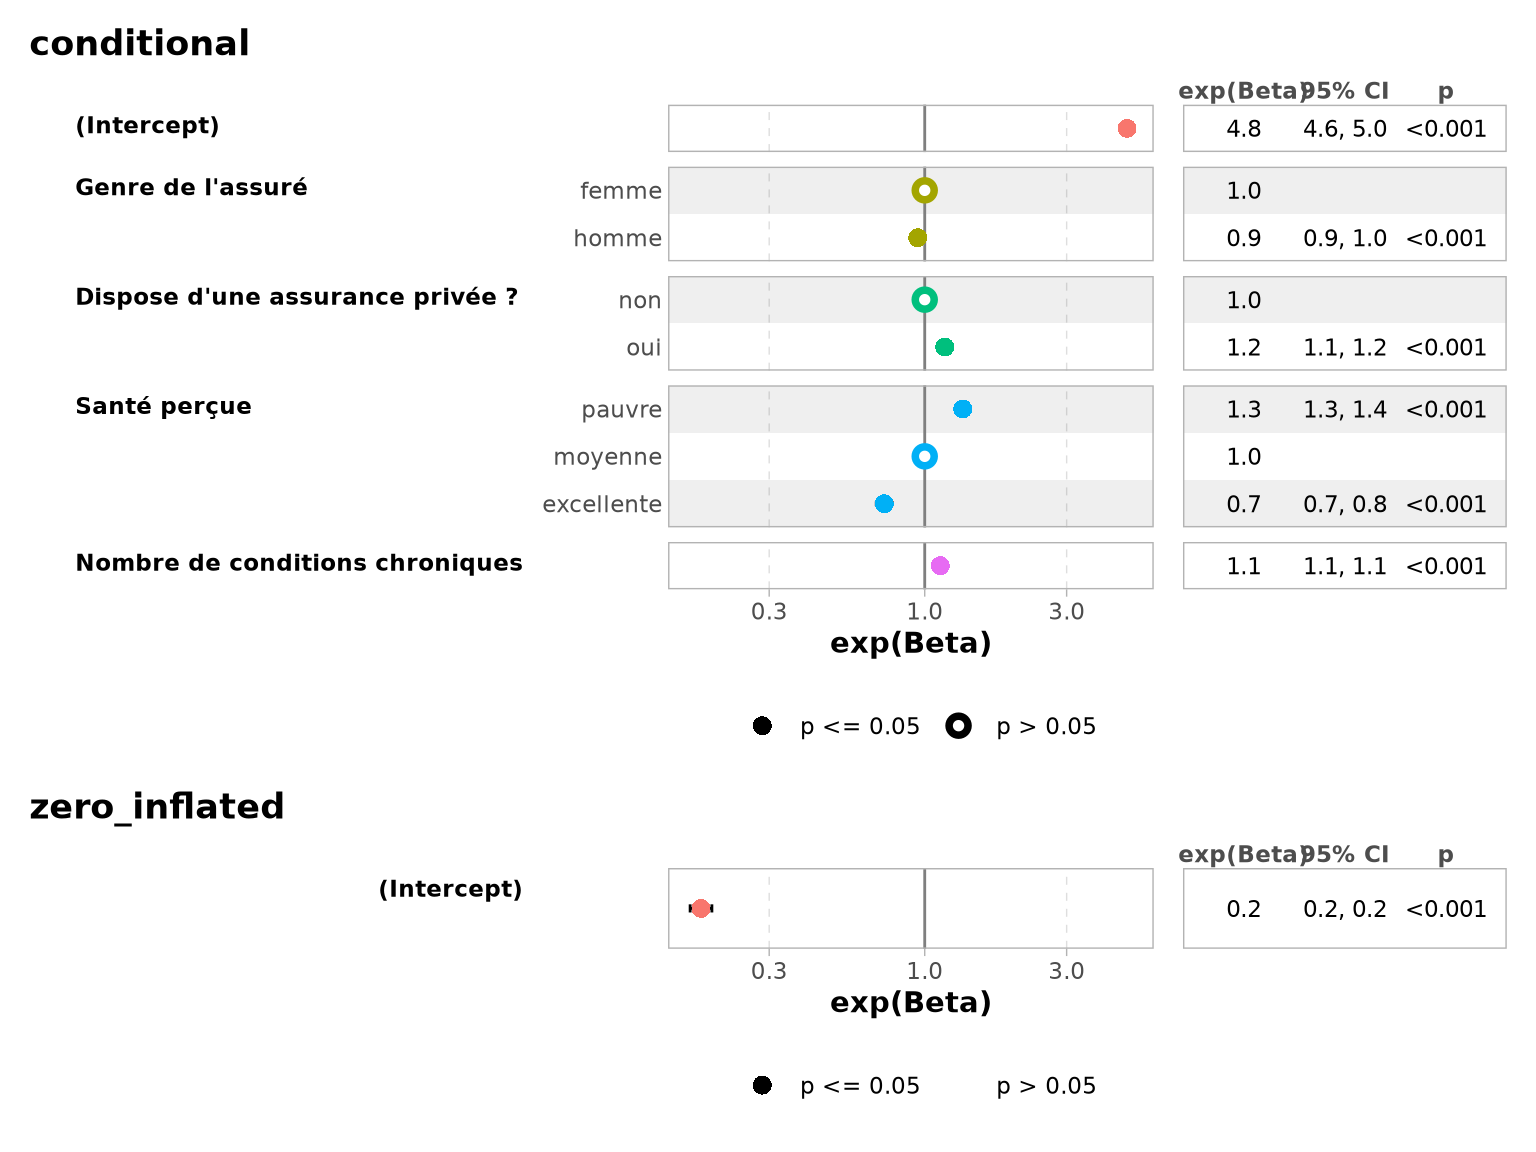 conditional
exp(Beta) 95% CI p
(Intercept) 4.8 4.6, 5.0 <0.001
Genre de l'assuré femme 1.0
homme 0.9 0.9, 1.0 <0.001
Dispose d'une assurance privée ? non 1.0
oui 1.2 1.1, 1.2 <0.001
Santé perçue pauvre 1.3 1.3, 1.4 <0.001
moyenne 1.0
excellente 0.7 0.7, 0.8 <0.001
Nombre de conditions chroniques 1.1 1.1, 1.1 <0.001
0.3 1.0 3.0
exp(Beta)
p <= 0.05 p > 0.05
zero_inflated
exp(Beta) 95% CI p
(Intercept) 0.2 0.2, 0.2 <0.001
0.3 1.0 3.0
exp(Beta)
p <= 0.05 p > 0.05